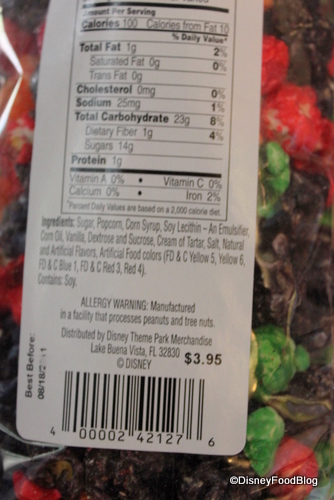 Amount Per Serving
Calories 100 Calories from Fat 10
% Daily Value*
Total Fat 1g 2%
Saturated Fat 0g 0%
Trans Fat 0g
Cholesterol 0mg 0%
Sodium 25mg 1%
Total Carbohydrate 23g 8%
Dietary Fiber 1g 4%
Sugars 14g
Protein 1g
Vitamin A 0% • Vitamin C 0%
Calcium 0% • Iron 2%
*Percent Daily Values are based on a 2,000 calorie diet.
Ingredients: Sugar, Popcorn, Corn Syrup, Soy Lecithin – An Emulsifier,
Corn Oil, Vanilla, Dextrose and Sucrose, Cream of Tartar, Salt, Natural
and Artificial Flavors, Artificial Food colors (FD & C Yellow 5, Yellow 6,
FD & C Blue 1, FD & C Red 3, Red 4).
Contains: Soy.
ALLERGY WARNING: Manufactured
in a facility that processes peanuts and tree nuts.
Distributed by Disney Theme Park Merchandise
Lake Buena Vista, FL 32830 $3.95
© DISNEY
Best Before:
4 00002 42127 6
©DisneyFoodBlog